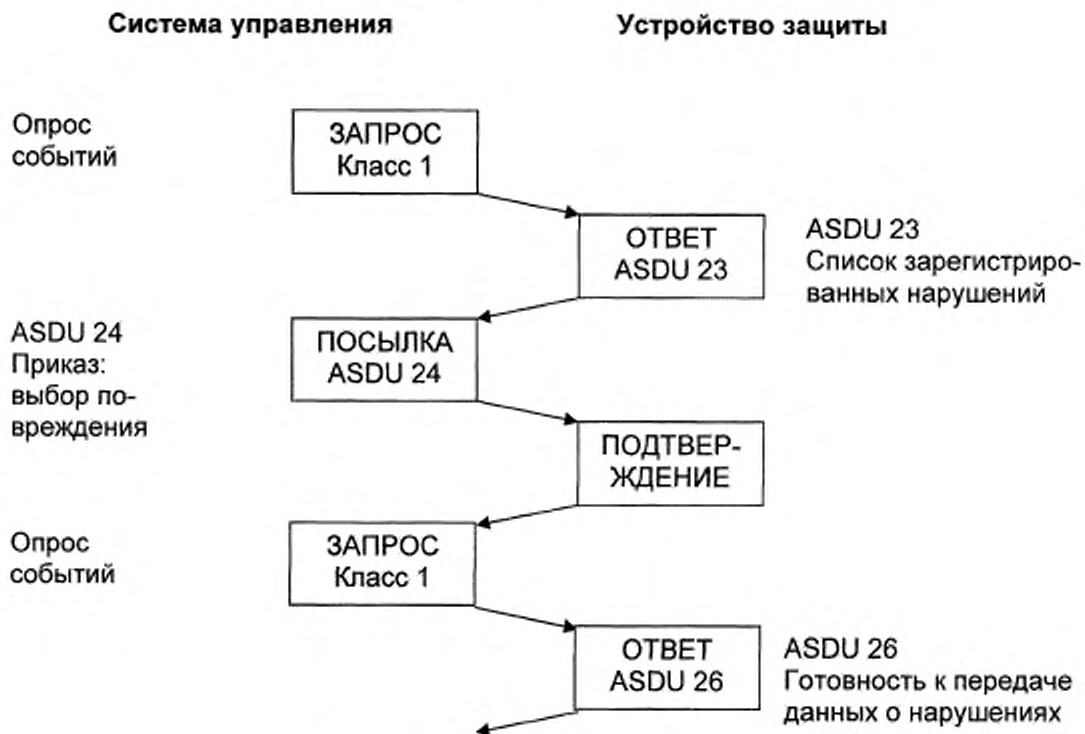 Система управления
Устройство защиты
Опрос
событий
ЗАПРОС
Класс 1
ОТВЕТ
ASDU 23
ASDU 23
Список зарегистриро-
ванных нарушений
ASDU 24
Приказ:
выбор по-
вреждения
ПОСЫЛКА
ASDU 24
ПОДТВЕР-
ЖДЕНИЕ
Опрос
событий
ЗАПРОС
Класс 1
ОТВЕТ
ASDU 26
ASDU 26
Готовность к передаче
данных о нарушениях